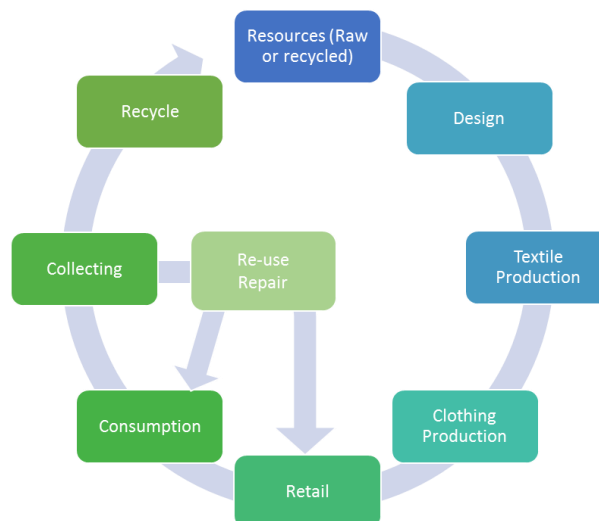 Resources (Raw
or recycled)
Design
Textile
Production
Clothing
Production
Retail
Consumption
Collecting
Re-use
Repair
Recycle